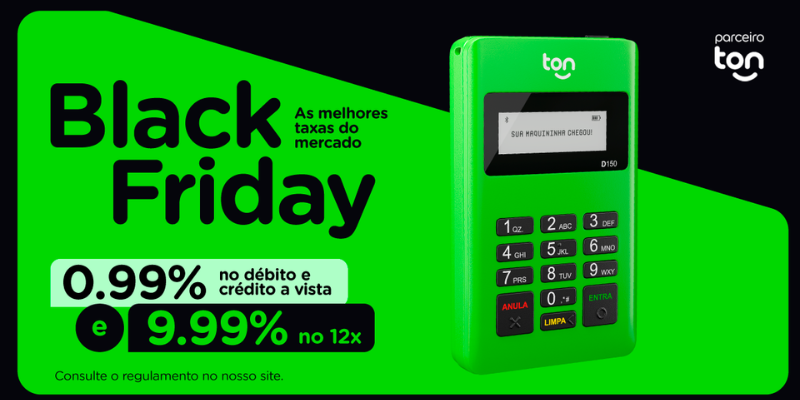 Black
Friday
As melhores
taxas do
mercado
0.99% no débito e
crédito a vista
e 9.99% no 12x
Consulte o regulamento no nosso site.
ton
SUA MAQUININHA CHEGOU!
D150
1 QZ. 2 ABC 3 DEF
4 GHI 5 JKL 6 MNO
7 PRS 8 TUV 9 WXY
ANULA 0 .*# ENTRA
LIMPA
parceiro
ton